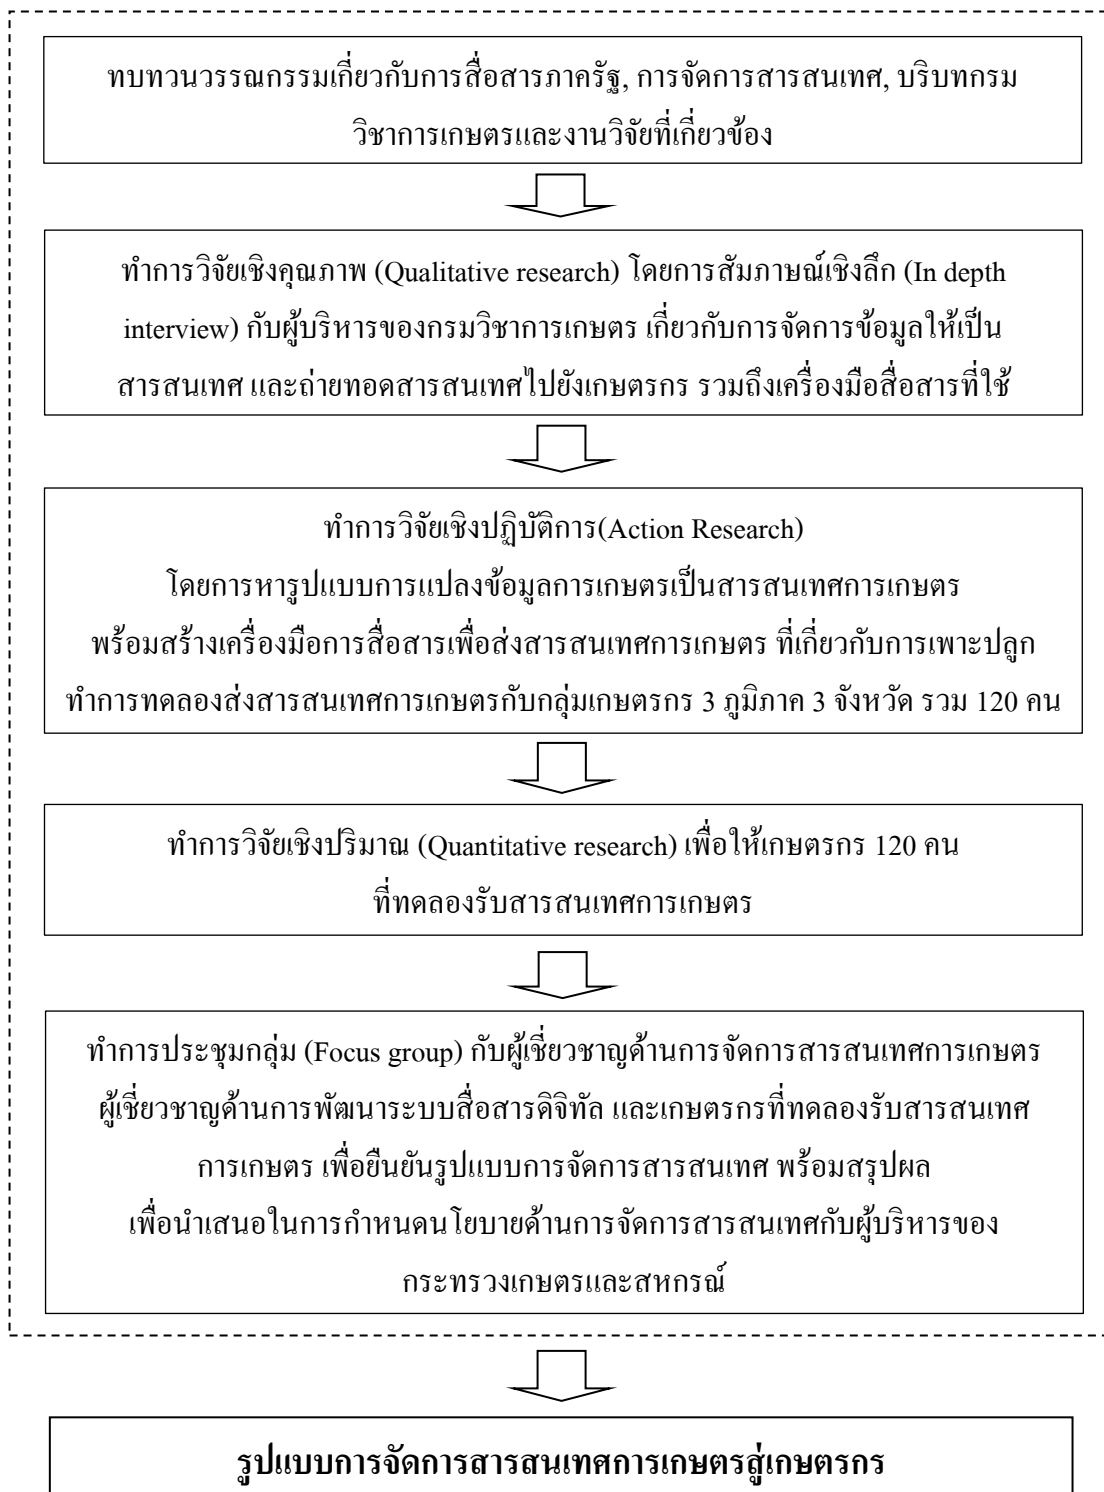 ทบทวนวรรณกรรมเกี่ยวกับการสื่อสารภาครัฐ, การจัดการสารสนเทศ, บริบทกรม
วิชาการเกษตรและงานวิจัยที่เกี่ยวข้อง
ทำการวิจัยเชิงคุณภาพ (Qualitative research) โดยการสัมภาษณ์เชิงลึก (In depth
interview) กับผู้บริหารของกรมวิชาการเกษตร เกี่ยวกับการจัดการข้อมูลให้เป็น
สารสนเทศ และถ่ายทอดสารสนเทศไปยังเกษตรกร รวมถึงเครื่องมือสื่อสารที่ใช้
ทำการวิจัยเชิงปฏิบัติการ(Action Research)
โดยการหารูปแบบการแปลงข้อมูลการเกษตรเป็นสารสนเทศการเกษตร
พร้อมสร้างเครื่องมือการสื่อสารเพื่อส่งสารสนเทศการเกษตร ที่เกี่ยวกับการเพาะปลูก
ทำการทดลองส่งสารสนเทศการเกษตรกับกลุ่มเกษตรกร 3 ภูมิภาค 3 จังหวัด รวม 120 คน
ทำการวิจัยเชิงปริมาณ (Quantitative research) เพื่อให้เกษตรกร 120 คน
ที่ทดลองรับสารสนเทศการเกษตร
ทำการประชุมกลุ่ม (Focus group) กับผู้เชี่ยวชาญด้านการจัดการสารสนเทศการเกษตร
ผู้เชี่ยวชาญด้านการพัฒนาระบบสื่อสารดิจิทัล และเกษตรกรที่ทดลองรับสารสนเทศ
การเกษตร เพื่อยืนยันรูปแบบการจัดการสารสนเทศ พร้อมสรุปผล
เพื่อนำเสนอในการกำหนดนโยบายด้านการจัดการสารสนเทศกับผู้บริหารของ
กระทรวงเกษตรและสหกรณ์
รูปแบบการจัดการสารสนเทศการเกษตรสู่เกษตรกร